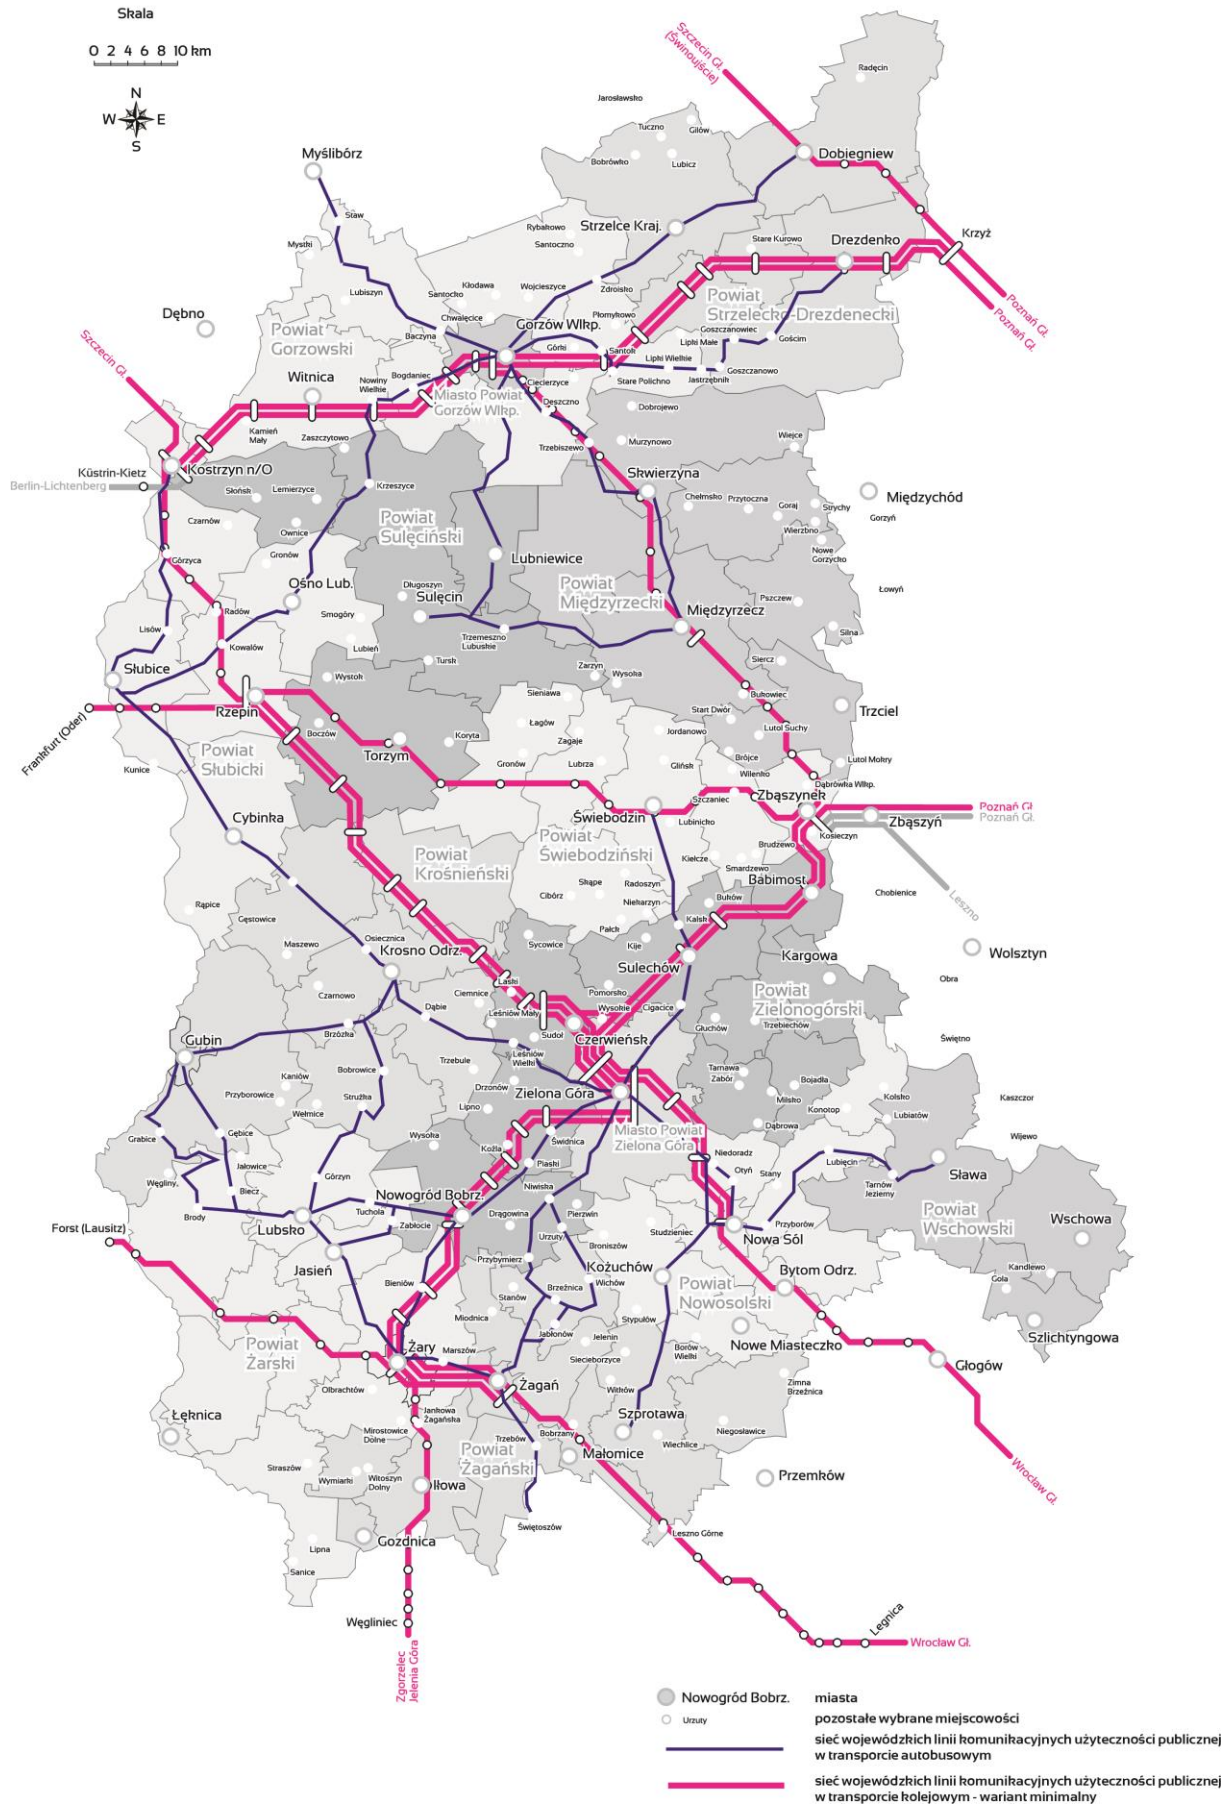 Skala
0 2 4 6 8 10 km
N
W E
S
Szczecin Gł.
(Świnoujście)
Radęcin
Jarosławsko
Tuczno
Gilów
Bobrówko
Lubicz
Dobiegniew
Myślibórz
Staw
Rybakowo
Santoczno
Strzelce Kraj.
Stare Kurowo
Drezdenko
Krzyż
Mystki
Lubiszyn
Santocko
Kłodawa
Wojcieszyce
Zdroisko
Chwalęcice
Płomykowo
Powiat
Strzelecko-Drezdenecki
Poznań Gł.
Poznań Gł.
Dębno
Powiat
Gorzowski
Baczyna
Gorzów Wlkp.
Górki
Santok
Goszczanowiec
Lipki Małe
Gościm
Lipki Wielkie
Goszczanowo
Jastrzębnik
Stare Polichno
Szczecin Gł.
Witnica
Nowiny
Wielkie
Bogdaniec
Miasto Powiat
Gorzów Wlkp.
Ciecierzyce
Deszczno
Dobrojewo
Kamień
Mały
Zaszczytowo
Trzebiszewo
Murzynowo
Wiejce
Küstrin-Kietz
Berlin-Lichtenberg
Kostrzyn n/O
Krzeszyce
Skwierzyna
Międzychód
Słońsk
Lemierzyce
Chełmsko
Przytoczna
Goraj
Strychy
Gorzyń
Wierzbno
Czarnów
Ownice
Powiat
Sulęciński
Nowe
Gorzycko
Górzyca
Gronów
Lubniewice
Ośno Lub.
Długoszyn
Sulęcin
Powiat
Międzyrzecki
Łowyń
Pszczew
Radów
Smogóry
Międzyrzecz
Silna
Lisów
Kowalów
Lubień
Trzemeszno
Lubuskie
Słubice
Tursk
Zarzyn
Wysoka
Siercz
Wystok
Sieniawa
Bukowiec
Trzciel
Rzepin
Frankfurt (Oder)
Boczów
Łagów
Start Dwór
Jordanowo
Lutol Suchy
Koryta
Zagaje
Torzym
Powiat
Słubicki
Kunice
Gronów
Lubrza
Glińsk
Brójce
Wilenko
Lutol Mokry
Dąbrówka Wlkp.
Szczaniec
Zbąszynek
Poznań Gł.
Poznań Gł.
Świebodzin
Lubinicko
Zbąszyń
Kosieczyn
Cybinka
Powiat
Świebodziński
Brudzewo
Powiat
Krośnieński
Kiełcze
Smardzewo
Babimost
Leszno
Skąpe
Radoszyn
Cibórz
Niekarzyn
Buków
Chobienice
Rąpice
Gęstowice
Pałck
Kalsk
Osiecznica
Sycowice
Kije
Maszewo
Krosno Odrz.
Sulechów
Kargowa
Wolsztyn
Laski
Ciemnice
Pomorsko
Obra
Czarnowo
Dąbie
Leśniów Mały
Wysokie
Cigacice
Powiat
Zielonogórski
Głuchów
Trzebiechów
Brzózka
Sudoł
Czerwieńsk
Świętno
Gubin
Leśniów
Wielki
Trzebule
Bobrowice
Tarnawa
Zabór
Bojadła
Kaniów
Drzonów
Zielona Góra
Milsko
Kolsko
Kaszczor
Przyborowice
Wełmice
Strużka
Lipno
Konotop
Lubiatów
Grabice
Gębice
Wysoka
Koźla
Świdnica
Miasto Powiat
Zielona Góra
Dąbrowa
Wijewo
Jałowice
Piaski
Niedoradz
Lubięcin
Węgliny
Górzyn
Otyń
Stany
Sława
Biecz
Niwiska
Tarnów
Jezierny
Nowogród Bobrz.
Brody
Tuchola
Drągowina
Pierzwin
Powiat
Wschowski
Wschowa
Forst (Lausitz)
Lubsko
Zabłocie
Studzieniec
Przyborów
Urzuty
Broniszów
Nowa Sól
Jasień
Przybymierz
Kożuchów
Kandlewo
Gola
Bieniów
Stanów
Brzeźnica
Wichów
Bytom Odrz.
Powiat
Nowosolski
Miodnica
Stypułów
Powiat
Żarski
Jabłonów
Jelenin
Borów
Wielki
Nowe Miasteczko
Szlichtyngowa
Żary
Marszów
Siecieborzyce
Głogów
Olbrachtów
Żagań
Witków
Zimna
Brzeźnica
Łęknica
Jankowa
Żagańska
Szprotawa
Mirostowice
Dolne
Trzebów
Bobrzany
Niegosławice
Wiechlice
Powiat
Żagański
Małomice
Straszów
Wymiarki
Witoszyn
Dolny
Iłowa
Przemków
Wrocław Gł.
Świętoszów
Leszno Górne
Gozdnica
Lipna
Sanice
Węgliniec
Legnica
Wrocław Gł.
Zgorzelec
Jelenia Góra
Nowogród Bobrz. miasta
Urzuty pozostałe wybrane miejscowości
sieć wojewódzkich linii komunikacyjnych użyteczności publicznej
w transporcie autobusowym
sieć wojewódzkich linii komunikacyjnych użyteczności publicznej
w transporcie kolejowym - wariant minimalny